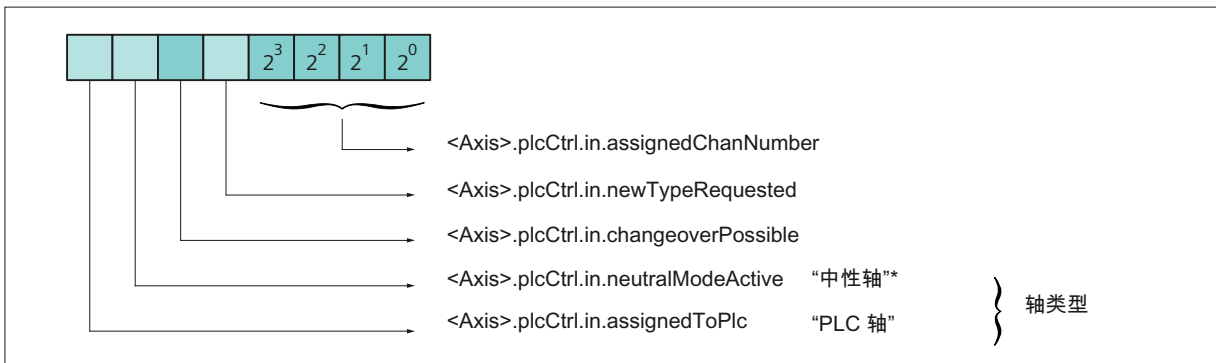 2³ 2² 2¹ 2⁰
<Axis>.plcCtrl.in.assignedChanNumber
<Axis>.plcCtrl.in.newTypeRequested
<Axis>.plcCtrl.in.changeoverPossible
<Axis>.plcCtrl.in.neutralModeActive “中性轴”*
轴类型
<Axis>.plcCtrl.in.assignedToPlc “PLC 轴”